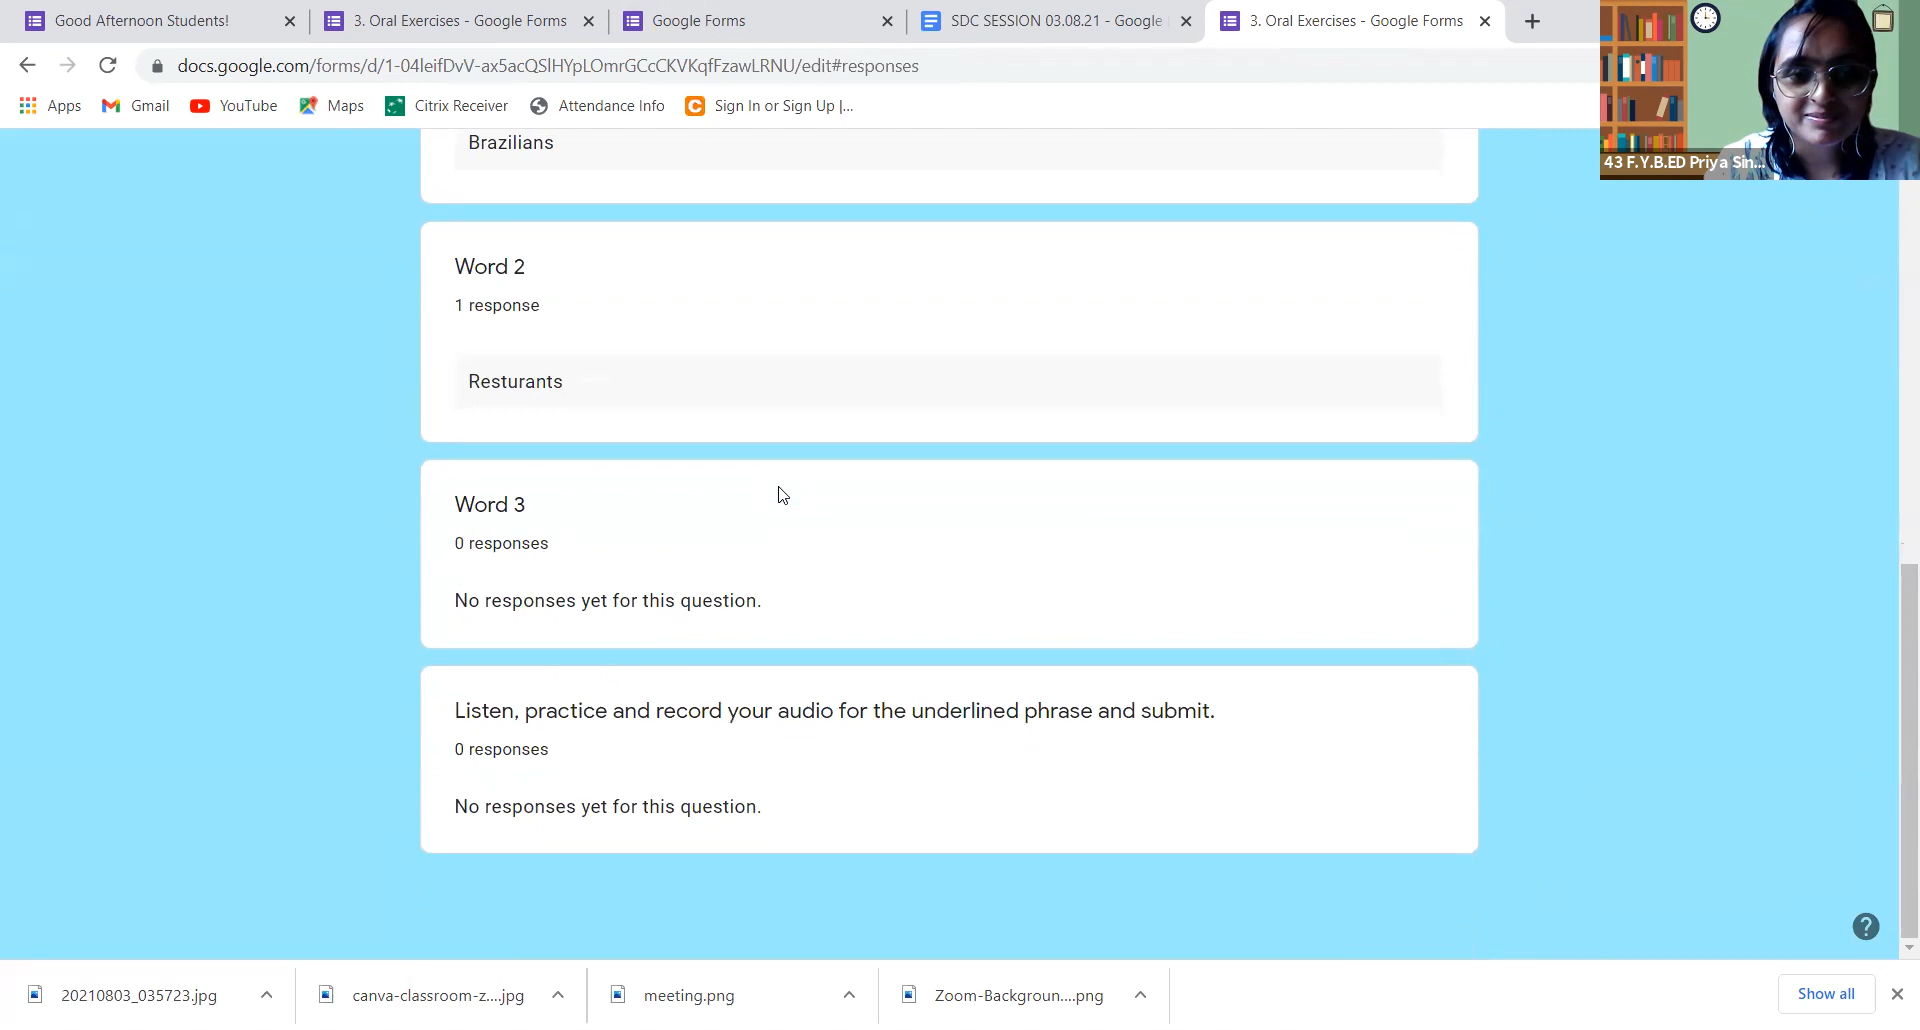 Good Afternoon Students!
3. Oral Exercises - Google Forms
Google Forms
SDC SESSION 03.08.21 - Google
3. Oral Exercises - Google Forms
docs.google.com/forms/d/1-04leifDvV-ax5acQSlHYpLOmrGCcCKVKqfFzawLRNU/edit#responses
Apps
Gmail
YouTube
Maps
Citrix Receiver
Attendance Info
Sign In or Sign Up |...
43 F.Y.B.ED Priya Sin...
Brazilians
Word 2
1 response
Resturants
Word 3
0 responses
No responses yet for this question.
Listen, practice and record your audio for the underlined phrase and submit.
0 responses
No responses yet for this question.
?
20210803_035723.jpg
canva-classroom-z....jpg
meeting.png
Zoom-Backgroun....png
Show all